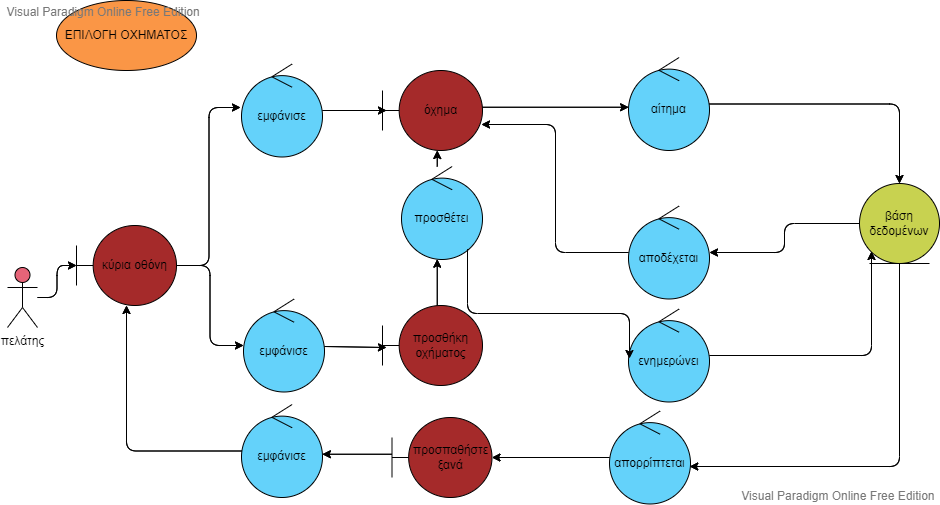 Visual Paradigm Online Free Edition
ΕΠΙΛΟΓΗ ΟΧΗΜΑΤΟΣ
εμφάνισε
όχημα
αίτημα
προσθέτει
βάση
δεδομένων
κύρια οθόνη
αποδέχεται
πελάτης
εμφάνισε
προσθήκη
οχήματος
ενημερώνει
εμφάνισε
προσπαθήστε
ξανά
απορρίπτεται
Visual Paradigm Online Free Edition